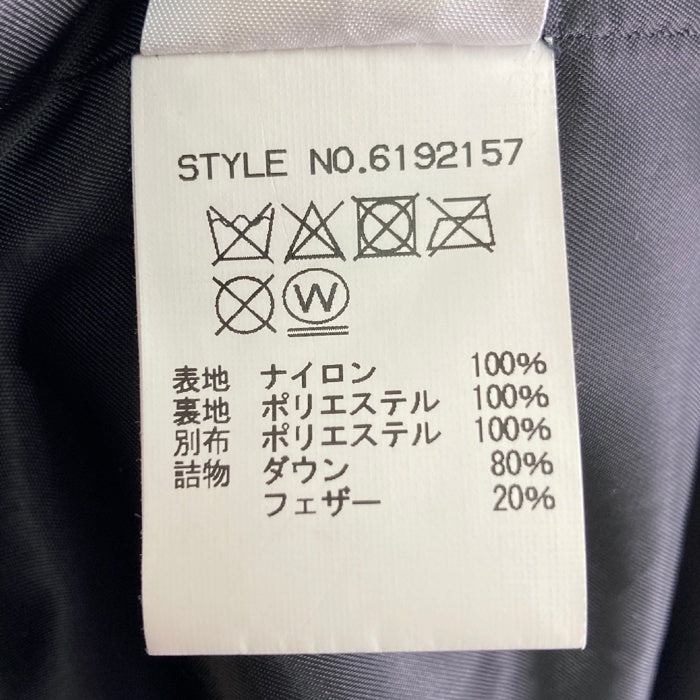 STYLE NO.6192157
W
表地 ナイロン 100%
裏地 ポリエステル 100%
別布 ポリエステル 100%
詰物 ダウン 80%
フェザー 20%